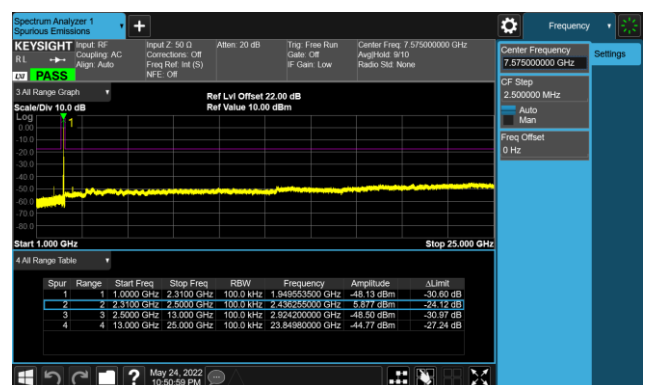 Spectrum Analyzer 1
Spurious Emissions
Frequency
KEYSIGHT
R L
PASS
Input: RF
Coupling: AC
Align: Auto
Input Z: 50 Ω
Corrections: Off
Freq Ref: Int (S)
NFE: Off
Atten: 20 dB
Trig: Free Run
Gate: Off
IF Gain: Low
Center Freq: 7.575000000 GHz
Avg|Hold: 9/10
Radio Std: None
Center Frequency
7.575000000 GHz
Settings
CF Step
2.500000 MHz
Auto
Man
Freq Offset
0 Hz
3 All Range Graph
Scale/Div 10.0 dB
Ref Lvl Offset 22.00 dB
Ref Value 10.00 dBm
Log
1
0.00
-10.0
-20.0
-30.0
-40.0
-50.0
-60.0
-70.0
-80.0
Start 1.000 GHz
Stop 25.000 GHz
4 All Range Table
Spur Range Start Freq Stop Freq RBW Frequency Amplitude ΔLimit
1 1 1.0000 GHz 2.3100 GHz 100.0 kHz 1.949553500 GHz -48.13 dBm -30.60 dB
2 2 2.3100 GHz 2.5000 GHz 100.0 kHz 2.436255000 GHz 5.877 dBm -24.12 dB
3 3 2.5000 GHz 13.000 GHz 100.0 kHz 2.924200000 GHz -48.50 dBm -30.97 dB
4 4 13.000 GHz 25.000 GHz 100.0 kHz 23.84980000 GHz -44.77 dBm -27.24 dB
?
May 24, 2022
10:50:59 PM